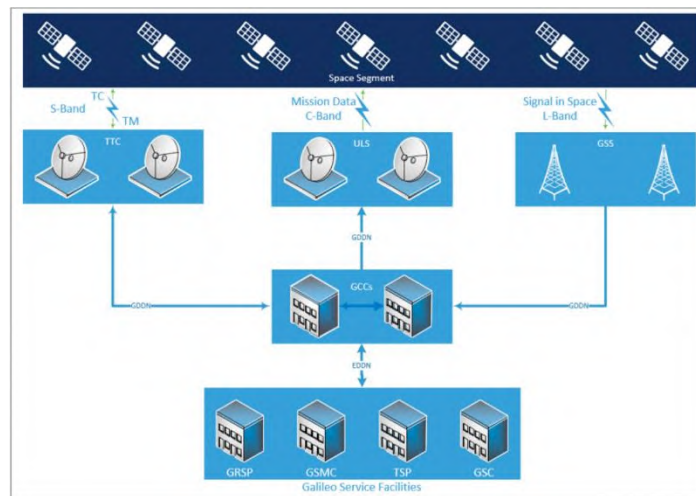 Space Segment
TC
S-Band
TM
Mission Data
C-Band
Signal in Space
L-Band
TTC
ULS
GSS
GDDN
GCCs
GDDN
GDDN
EDDN
GRSP
GSMC
TSP
GSC
Galileo Service Facilities